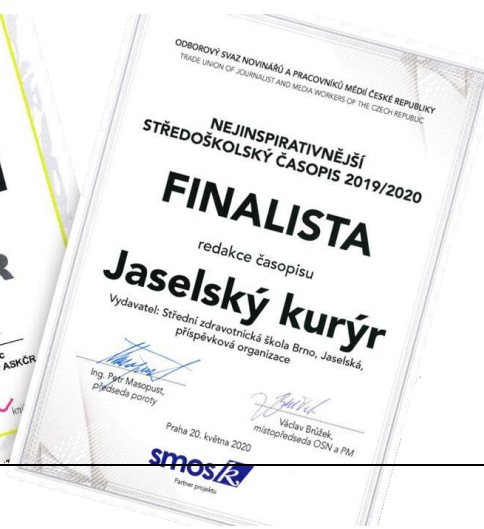 ODBOROVÝ SVAZ NOVINÁŘŮ A PRACOVNÍKŮ MÉDIÍ ČESKÉ REPUBLIKY
TRADE UNION OF JOURNALIST AND MEDIA WORKERS OF THE CZECH REPUBLIC
NEJINSPIRATIVNĚJŠÍ
STŘEDOŠKOLSKÝ ČASOPIS 2019/2020
FINALISTA
redakce časopisu
Jaselský kurýr
Vydavatel: Střední zdravotnická škola Brno, Jaselská,
příspěvková organizace
Ing. Petr Masopust,
předseda poroty
Václav Brůžek,
místopředseda OSN a PM
Praha 20. května 2020
smosk
Partner projektu
R
c
ASKČR